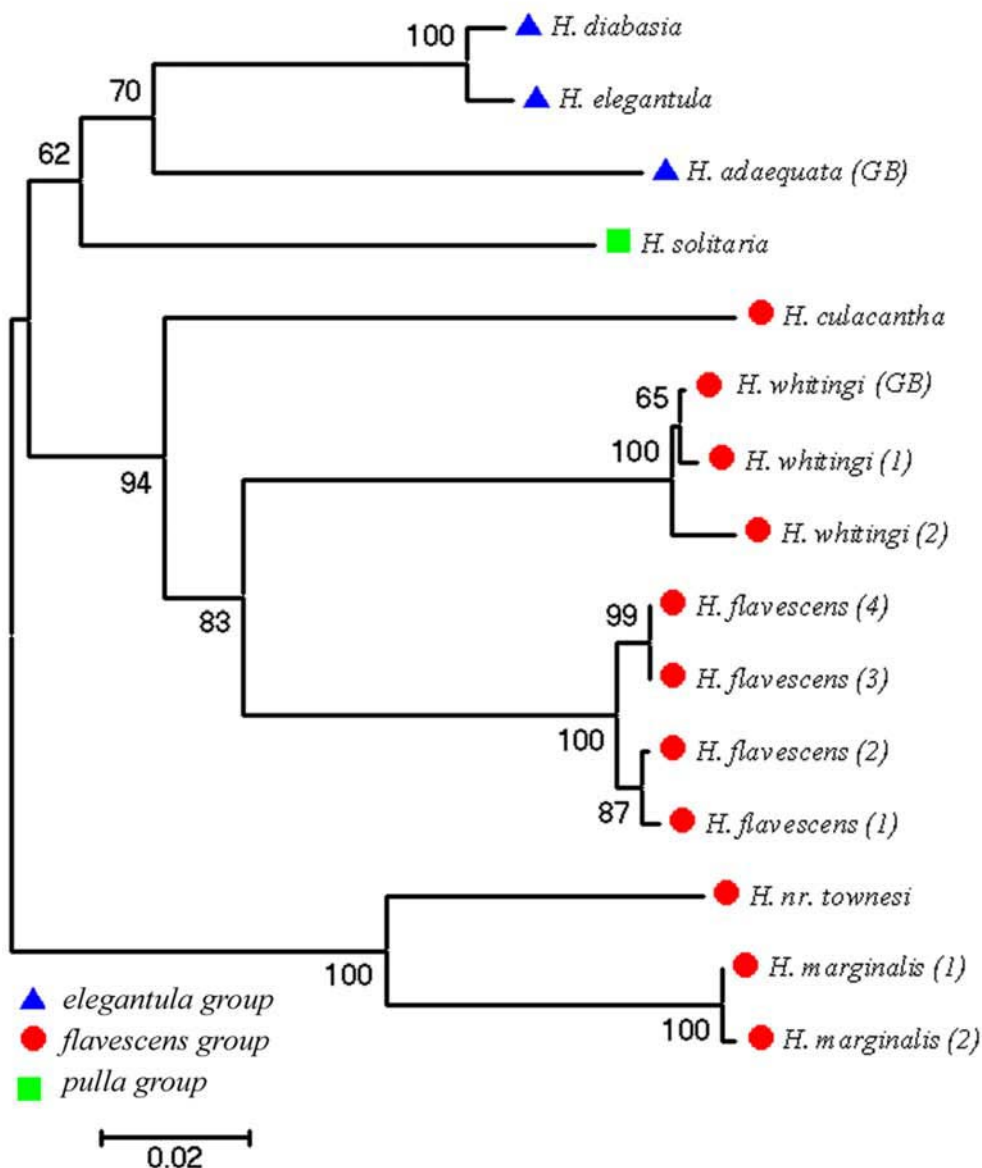 100
H. diabasia
H. elegantula
70
62
H. adaequata (GB)
H. solitaria
H. culacantha
H. whitingi (GB)
65
100
H. whitingi (1)
94
H. whitingi (2)
99
H. flavescens (4)
83
H. flavescens (3)
100
H. flavescens (2)
87
H. flavescens (1)
H. nr. townesi
100
H. marginalis (1)
100
H. marginalis (2)
elegantula group
flavescens group
pulla group
0.02